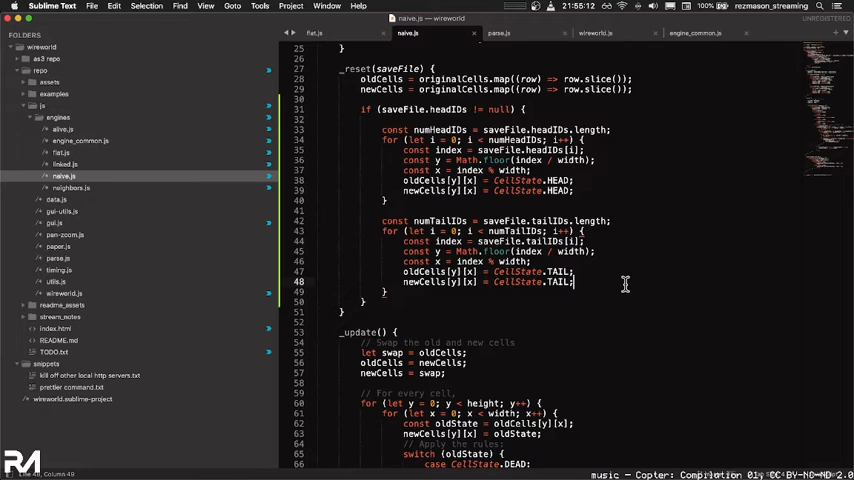 Sublime Text File Edit Selection Find View Goto Tools Project Window Help
100% 21:55:12 rezmason_streaming
naive.js — wireworld
UNREGISTERED
FOLDERS
wireworld
as3 repo
repo
assets
examples
js
engines
alive.js
engine_common.js
flat.js
linked.js
naive.js
neighbors.js
data.js
gui-utils.js
gui.js
pan-zoom.js
paper.js
parse.js
timing.js
utils.js
wireworld.js
readme_assets
stream_notes
index.html
README.md
TODO.txt
snippets
kill off other local http servers.txt
prettier command.txt
wireworld.sublime-project
flat.js naive.js parse.js wireworld.js engine_common.js
25 }
26
27 _reset(saveFile) {
28 oldCells = originalCells.map((row) => row.slice());
29 newCells = originalCells.map((row) => row.slice());
30
31 if (saveFile.headIDs != null) {
32
33 const numHeadIDs = saveFile.headIDs.length;
34 for (let i = 0; i < numHeadIDs; i++) {
35 const index = saveFile.headIDs[i];
36 const y = Math.floor(index / width);
37 const x = index % width;
38 oldCells[y][x] = CellState.HEAD;
39 newCells[y][x] = CellState.HEAD;
40 }
41
42 const numTailIDs = saveFile.tailIDs.length;
43 for (let i = 0; i < numTailIDs; i++) {
44 const index = saveFile.tailIDs[i];
45 const y = Math.floor(index / width);
46 const x = index % width;
47 oldCells[y][x] = CellState.TAIL;
48 newCells[y][x] = CellState.TAIL;
49 }
50 }
51 }
52
53 _update() {
54 // Swap the old and new cells
55 let swap = oldCells;
56 oldCells = newCells;
57 newCells = swap;
58
59 // For every cell,
60 for (let y = 0; y < height; y++) {
61 for (let x = 0; x < width; x++) {
62 const oldState = oldCells[y][x];
63 newCells[y][x] = oldState;
64 // Apply the rules:
65 switch (oldState) {
66 case CellState.DEAD:
RM
Line 48, Column 49
music - Copter: Compilation 01, CC BY-NC-ND 2.0